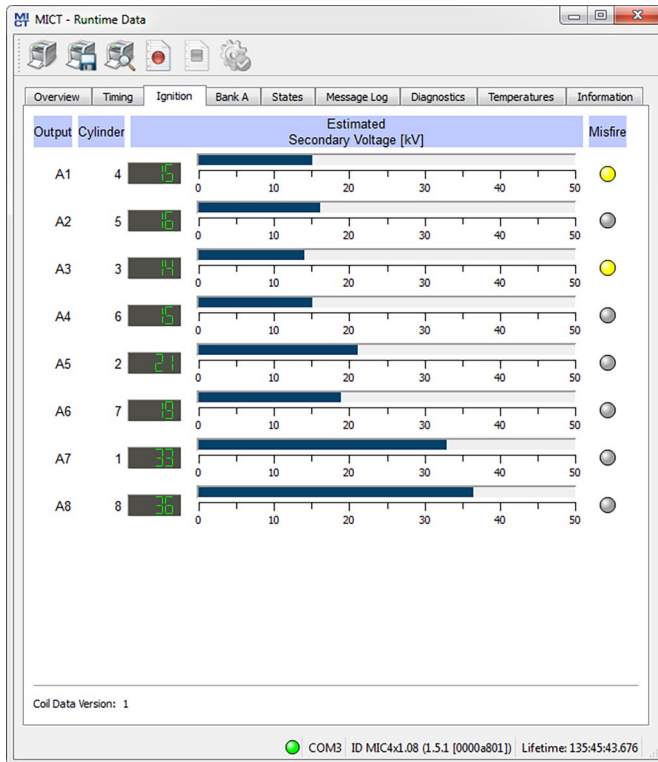 MICT MICT - Runtime Data
Overview Timing Ignition Bank A States Message Log Diagnostics Temperatures Information
Output Cylinder Estimated Secondary Voltage [kV] Misfire
A1 4 15
0 10 20 30 40 50
A2 5 16
0 10 20 30 40 50
A3 3 14
0 10 20 30 40 50
A4 6 15
0 10 20 30 40 50
A5 2 21
0 10 20 30 40 50
A6 7 19
0 10 20 30 40 50
A7 1 33
0 10 20 30 40 50
A8 8 36
0 10 20 30 40 50
Coil Data Version: 1
COM3 ID MIC4x1.08 (1.5.1 [0000a801]) Lifetime: 135:45:43.676